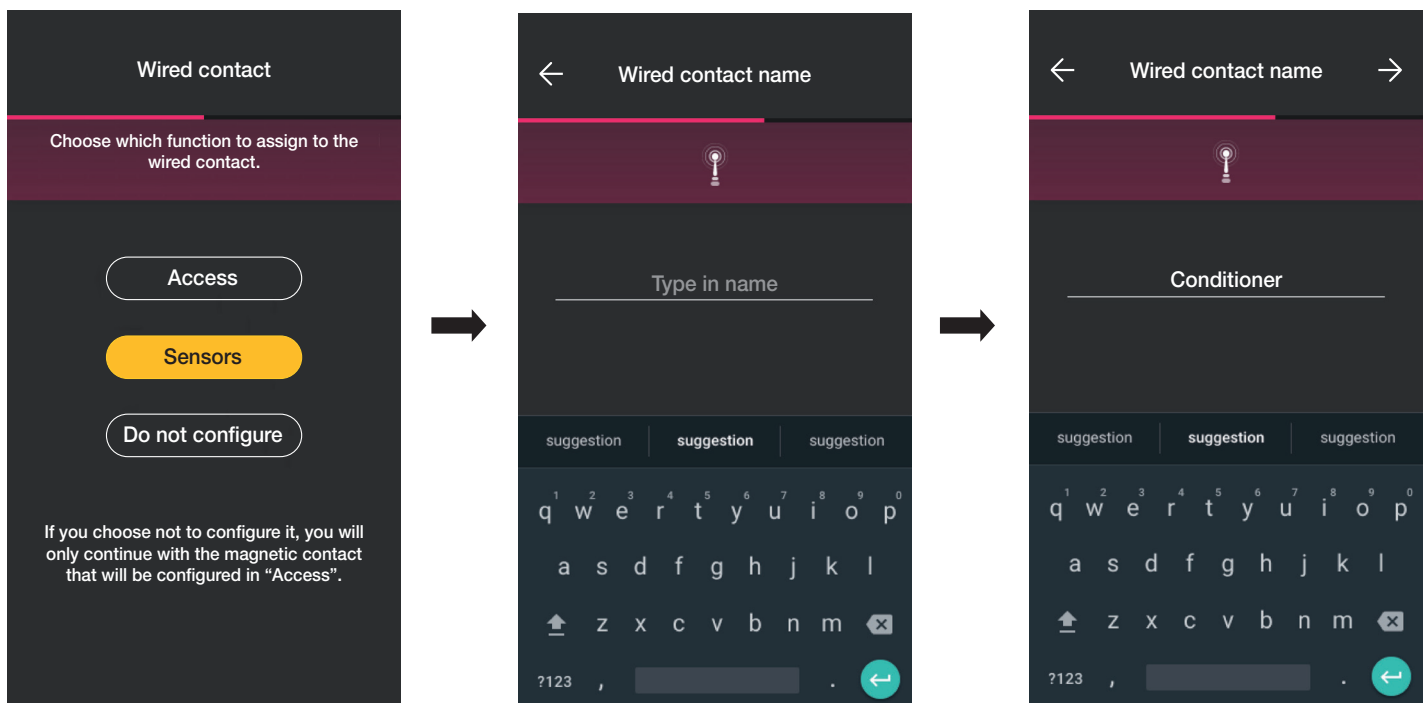 Wired contact
Choose which function to assign to the
wired contact.
Access
Sensors
Do not configure
If you choose not to configure it, you will
only continue with the magnetic contact
that will be configured in “Access”.
Wired contact name
Type in name
suggestion suggestion suggestion
1 2 3 4 5 6 7 8 9 0
q w e r t y u i o p
a s d f g h j k l
z x c v b n m
?123 , .
Wired contact name
Conditioner
suggestion suggestion suggestion
1 2 3 4 5 6 7 8 9 0
q w e r t y u i o p
a s d f g h j k l
z x c v b n m
?123 , .